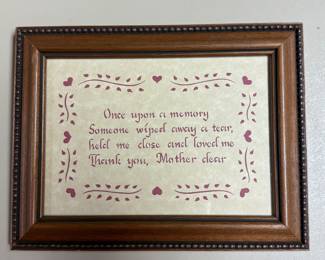 Once upon a memory
Someone wiped away a tear,
held me close and loved me
Thank you, Mother dear